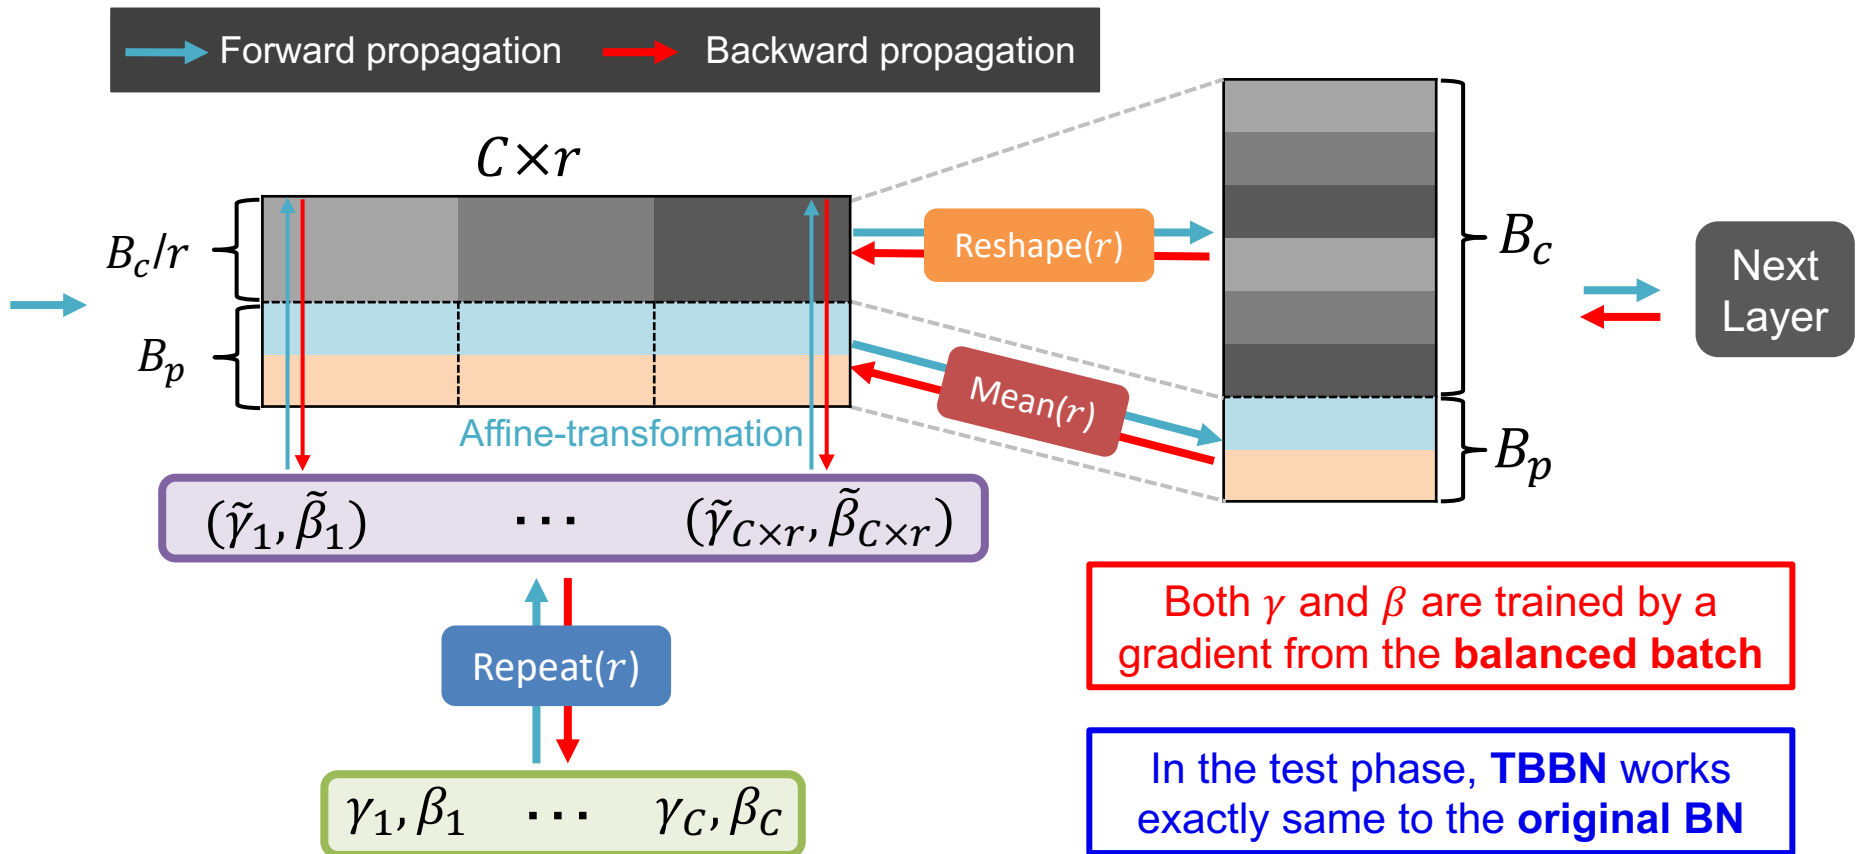 Forward propagation
Backward propagation
C×r
B_c/r
B_p
Reshape(r)
Mean(r)
Affine-transformation
B_c
B_p
Next
Layer
(γ̃_1, β̃_1) ··· (γ̃_{C×r}, β̃_{C×r})
Repeat(r)
γ_1, β_1 ··· γ_C, β_C
Both γ and β are trained by a
gradient from the balanced batch
In the test phase, TBBN works
exactly same to the original BN